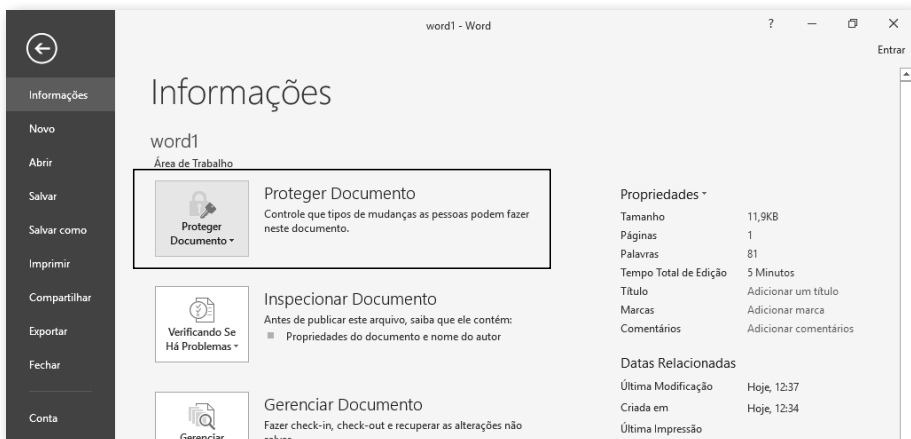 word1 - Word
?
Entrar
Informações
Novo
Abrir
Salvar
Salvar como
Imprimir
Compartilhar
Exportar
Fechar
Conta
Informações
word1
Área de Trabalho
Proteger
Documento
Proteger Documento
Controle que tipos de mudanças as pessoas podem fazer
neste documento.
Verificando Se
Há Problemas
Inspecionar Documento
Antes de publicar este arquivo, saiba que ele contém:
Propriedades do documento e nome do autor
Gerenciar
Gerenciar Documento
Fazer check-in, check-out e recuperar as alterações não
Propriedades
Tamanho 11,9KB
Páginas 1
Palavras 81
Tempo Total de Edição 5 Minutos
Título Adicionar um título
Marcas Adicionar marca
Comentários Adicionar comentários
Datas Relacionadas
Última Modificação Hoje, 12:37
Criada em Hoje, 12:34
Última Impressão